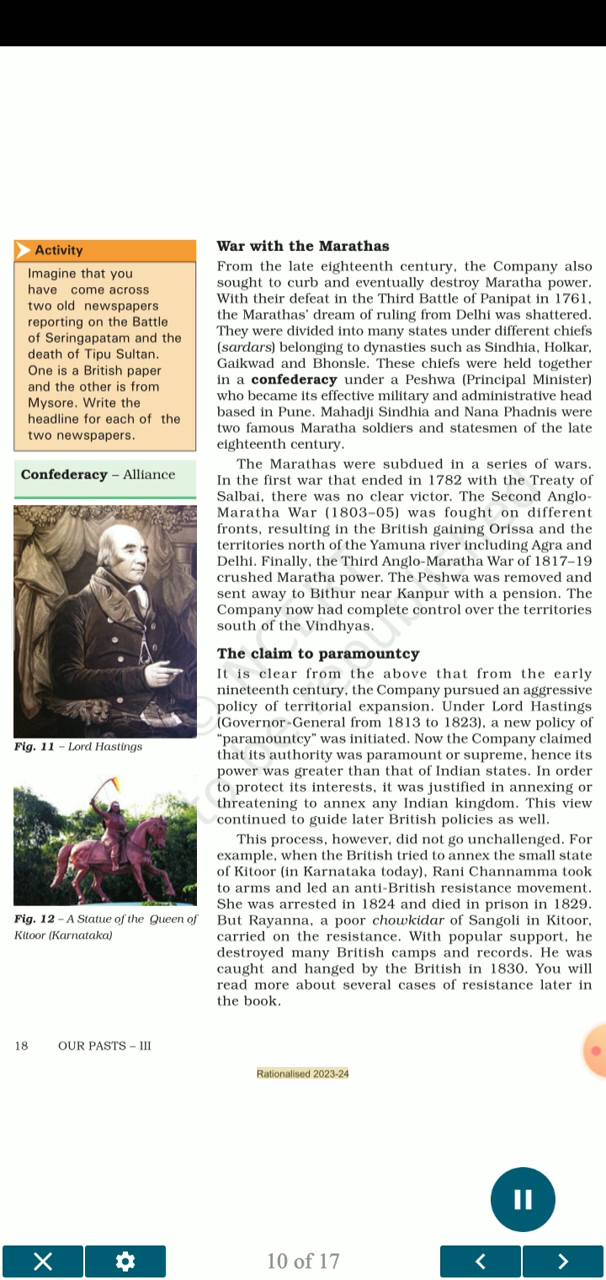 Activity
Imagine that you
have come across
two old newspapers
reporting on the Battle
of Seringapatam and the
death of Tipu Sultan.
One is a British paper
and the other is from
Mysore. Write the
headline for each of the
two newspapers.
Confederacy – Alliance
Fig. 11 – Lord Hastings
Fig. 12 – A Statue of the Queen of
Kitoor (Karnataka)
War with the Marathas
From the late eighteenth century, the Company also
sought to curb and eventually destroy Maratha power.
With their defeat in the Third Battle of Panipat in 1761,
the Marathas’ dream of ruling from Delhi was shattered.
They were divided into many states under different chiefs
(sardars) belonging to dynasties such as Sindhia, Holkar,
Gaikwad and Bhonsle. These chiefs were held together
in a confederacy under a Peshwa (Principal Minister)
who became its effective military and administrative head
based in Pune. Mahadji Sindhia and Nana Phadnis were
two famous Maratha soldiers and statesmen of the late
eighteenth century.
The Marathas were subdued in a series of wars.
In the first war that ended in 1782 with the Treaty of
Salbai, there was no clear victor. The Second Anglo-
Maratha War (1803–05) was fought on different
fronts, resulting in the British gaining Orissa and the
territories north of the Yamuna river including Agra and
Delhi. Finally, the Third Anglo-Maratha War of 1817–19
crushed Maratha power. The Peshwa was removed and
sent away to Bithur near Kanpur with a pension. The
Company now had complete control over the territories
south of the Vindhyas.
The claim to paramountcy
It is clear from the above that from the early
nineteenth century, the Company pursued an aggressive
policy of territorial expansion. Under Lord Hastings
(Governor-General from 1813 to 1823), a new policy of
“paramountcy” was initiated. Now the Company claimed
that its authority was paramount or supreme, hence its
power was greater than that of Indian states. In order
to protect its interests, it was justified in annexing or
threatening to annex any Indian kingdom. This view
continued to guide later British policies as well.
This process, however, did not go unchallenged. For
example, when the British tried to annex the small state
of Kitoor (in Karnataka today), Rani Channamma took
to arms and led an anti-British resistance movement.
She was arrested in 1824 and died in prison in 1829.
But Rayanna, a poor chowkidar of Sangoli in Kitoor,
carried on the resistance. With popular support, he
destroyed many British camps and records. He was
caught and hanged by the British in 1830. You will
read more about several cases of resistance later in
the book.
18 OUR PASTS – III
Rationalised 2023-24
10 of 17